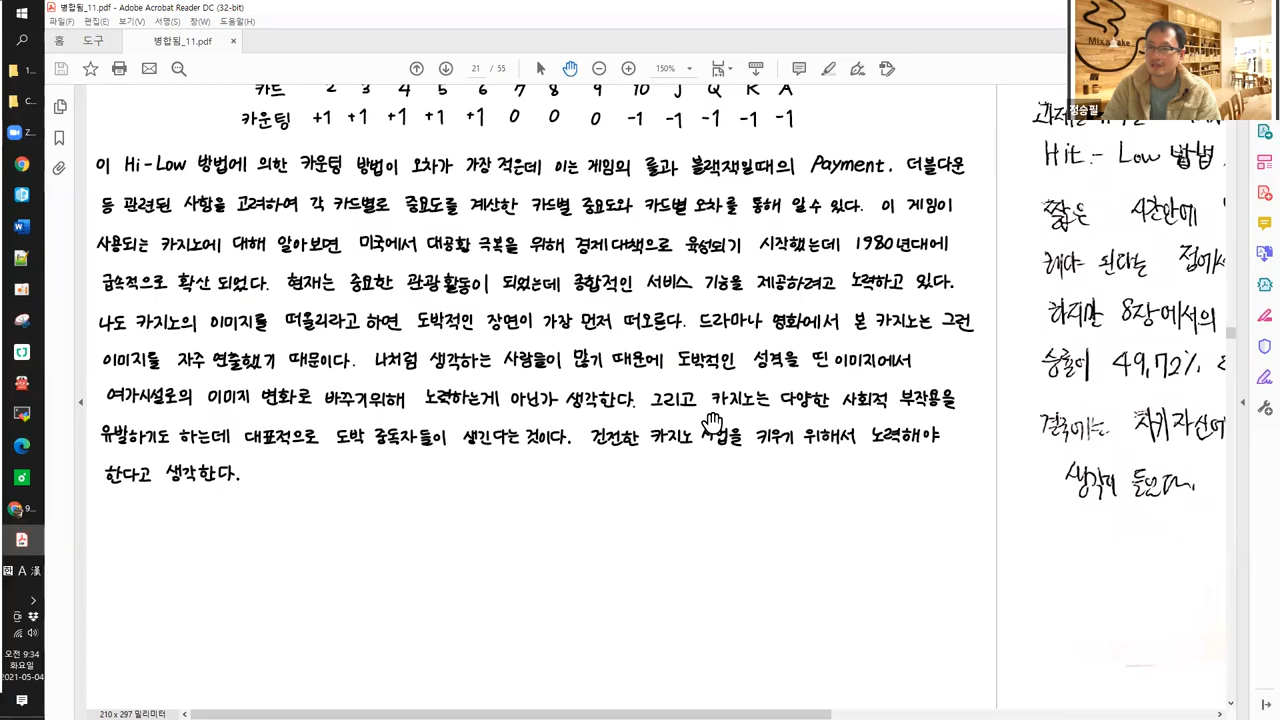 병합됨_11.pdf - Adobe Acrobat Reader DC (32-bit)
파일(F) 편집(E) 보기(V) 서명(S) 창(W) 도움말(H)
홈 도구 병합됨_11.pdf ×
21 / 55 150%
정승필
카드 2 3 4 5 6 7 8 9 10 J Q K A
카운팅 +1 +1 +1 +1 +1 0 0 0 -1 -1 -1 -1 -1
이 Hi-Low 방법에 의한 카운팅 방법이 오차가 가장 적은데 이는 게임의 룰과 블랙잭일때의 Payment, 더블다운
등 관련된 사항을 고려하여 각 카드별로 중요도를 계산한 카드별 중요도와 카드별 오차를 통해 알 수 있다. 이 게임이
사용되는 카지노에 대해 알아보면 미국에서 대공황 극복을 위해 경제대책으로 육성되기 시작했는데 1980년대에
급속적으로 확산 되었다. 현재는 중요한 관광활동이 되었는데 종합적인 서비스 기능을 제공하려고 노력하고 있다.
나도 카지노의 이미지를 떠올리라고 하면 도박적인 장면이 가장 먼저 떠오른다. 드라마나 영화에서 본 카지노는 그런
이미지를 자주 연출했기 때문이다. 나처럼 생각하는 사람들이 많기 때문에 도박적인 성격을 띤 이미지에서
여가시설로의 이미지 변화로 바꾸기위해 노력하는게 아닌가 생각한다. 그리고 카지노는 다양한 사회적 부작용을
유발하기도 하는데 대표적으로 도박 중독자들이 생긴다는 것이다. 건전한 카지노 사업을 키우기 위해서 노력해야
한다고 생각한다.
Hit - Low 방법
짧은 시간안에
해야 된다는 점에서
하지만 8장에서의
승률이 49.72%
결국에는 자기자신에
생각이 들었다.
오전 9:34
화요일
2021-05-04
210 x 297 밀리미터